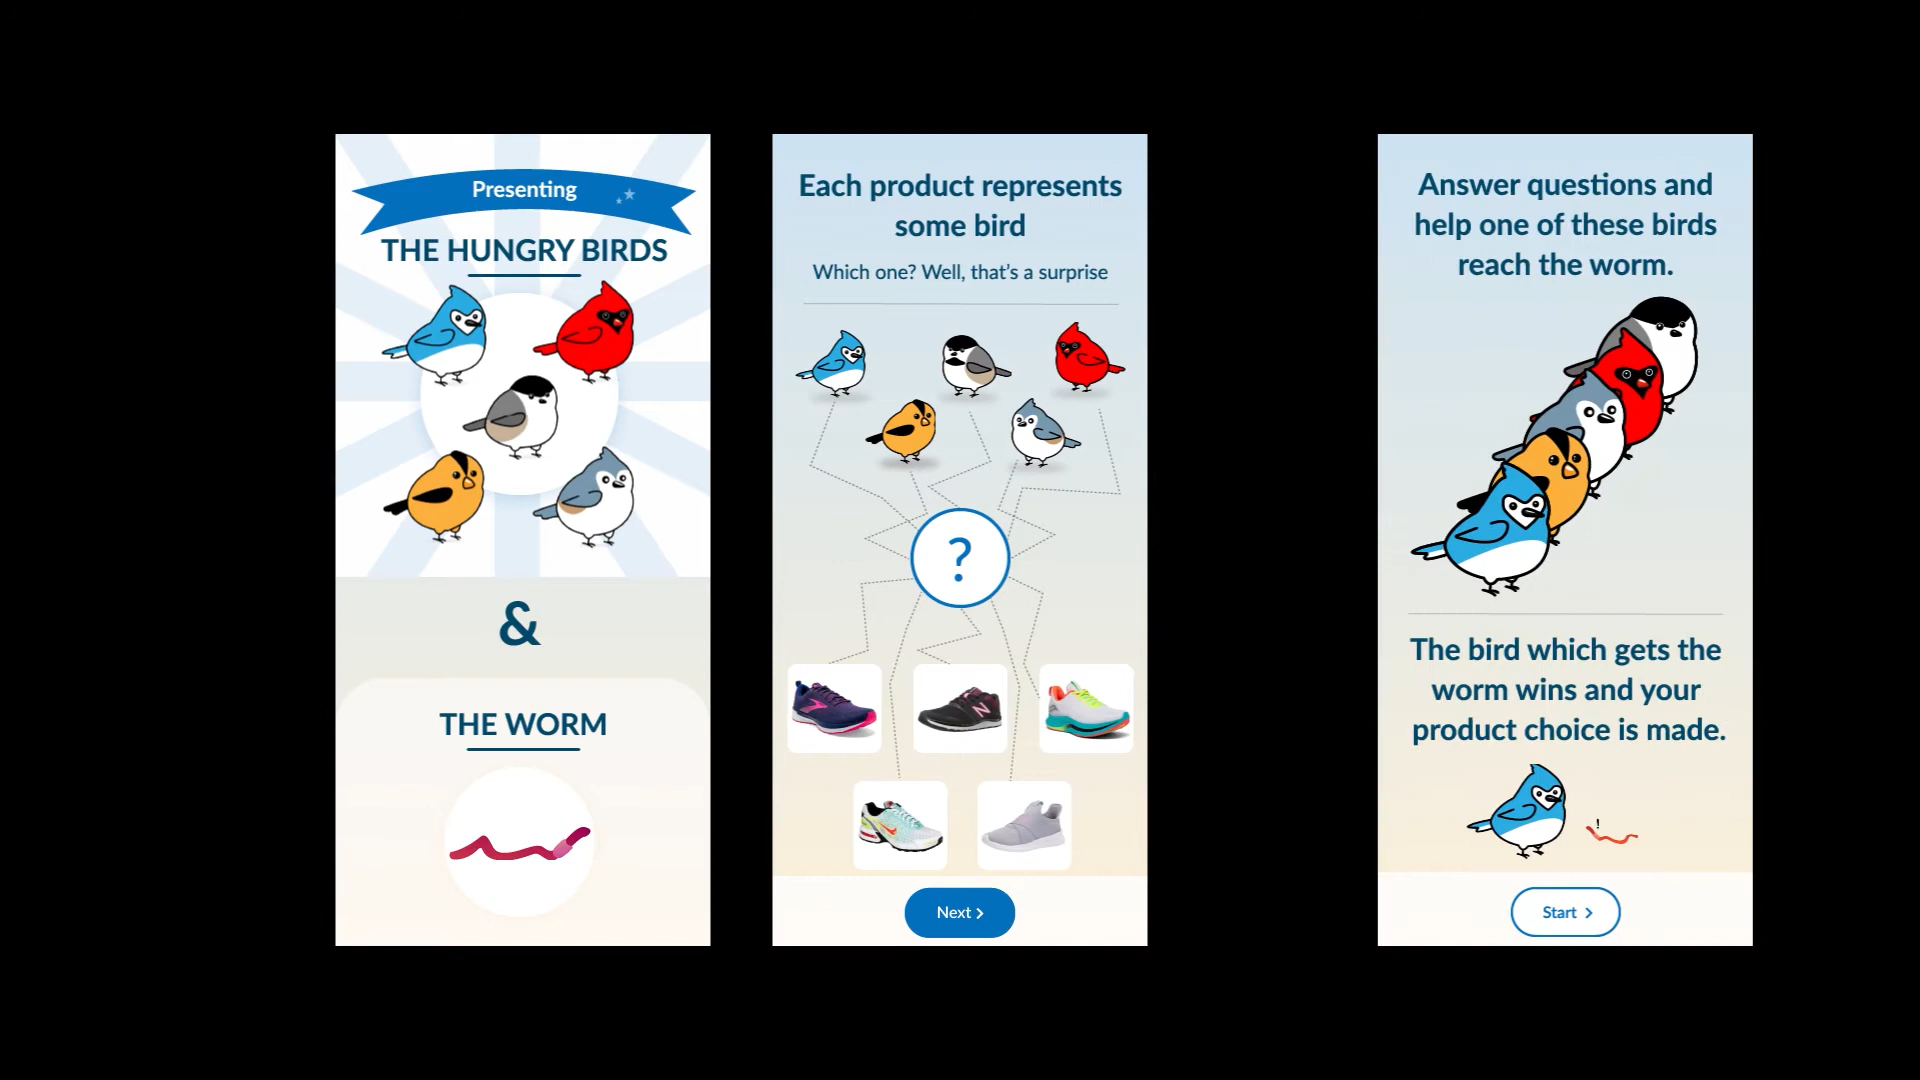 Presenting
THE HUNGRY BIRDS
&
THE WORM
Each product represents
some bird
Which one? Well, that’s a surprise
?
N
Next >
Answer questions and
help one of these birds
reach the worm.
The bird which gets the
worm wins and your
product choice is made.
!
Start >